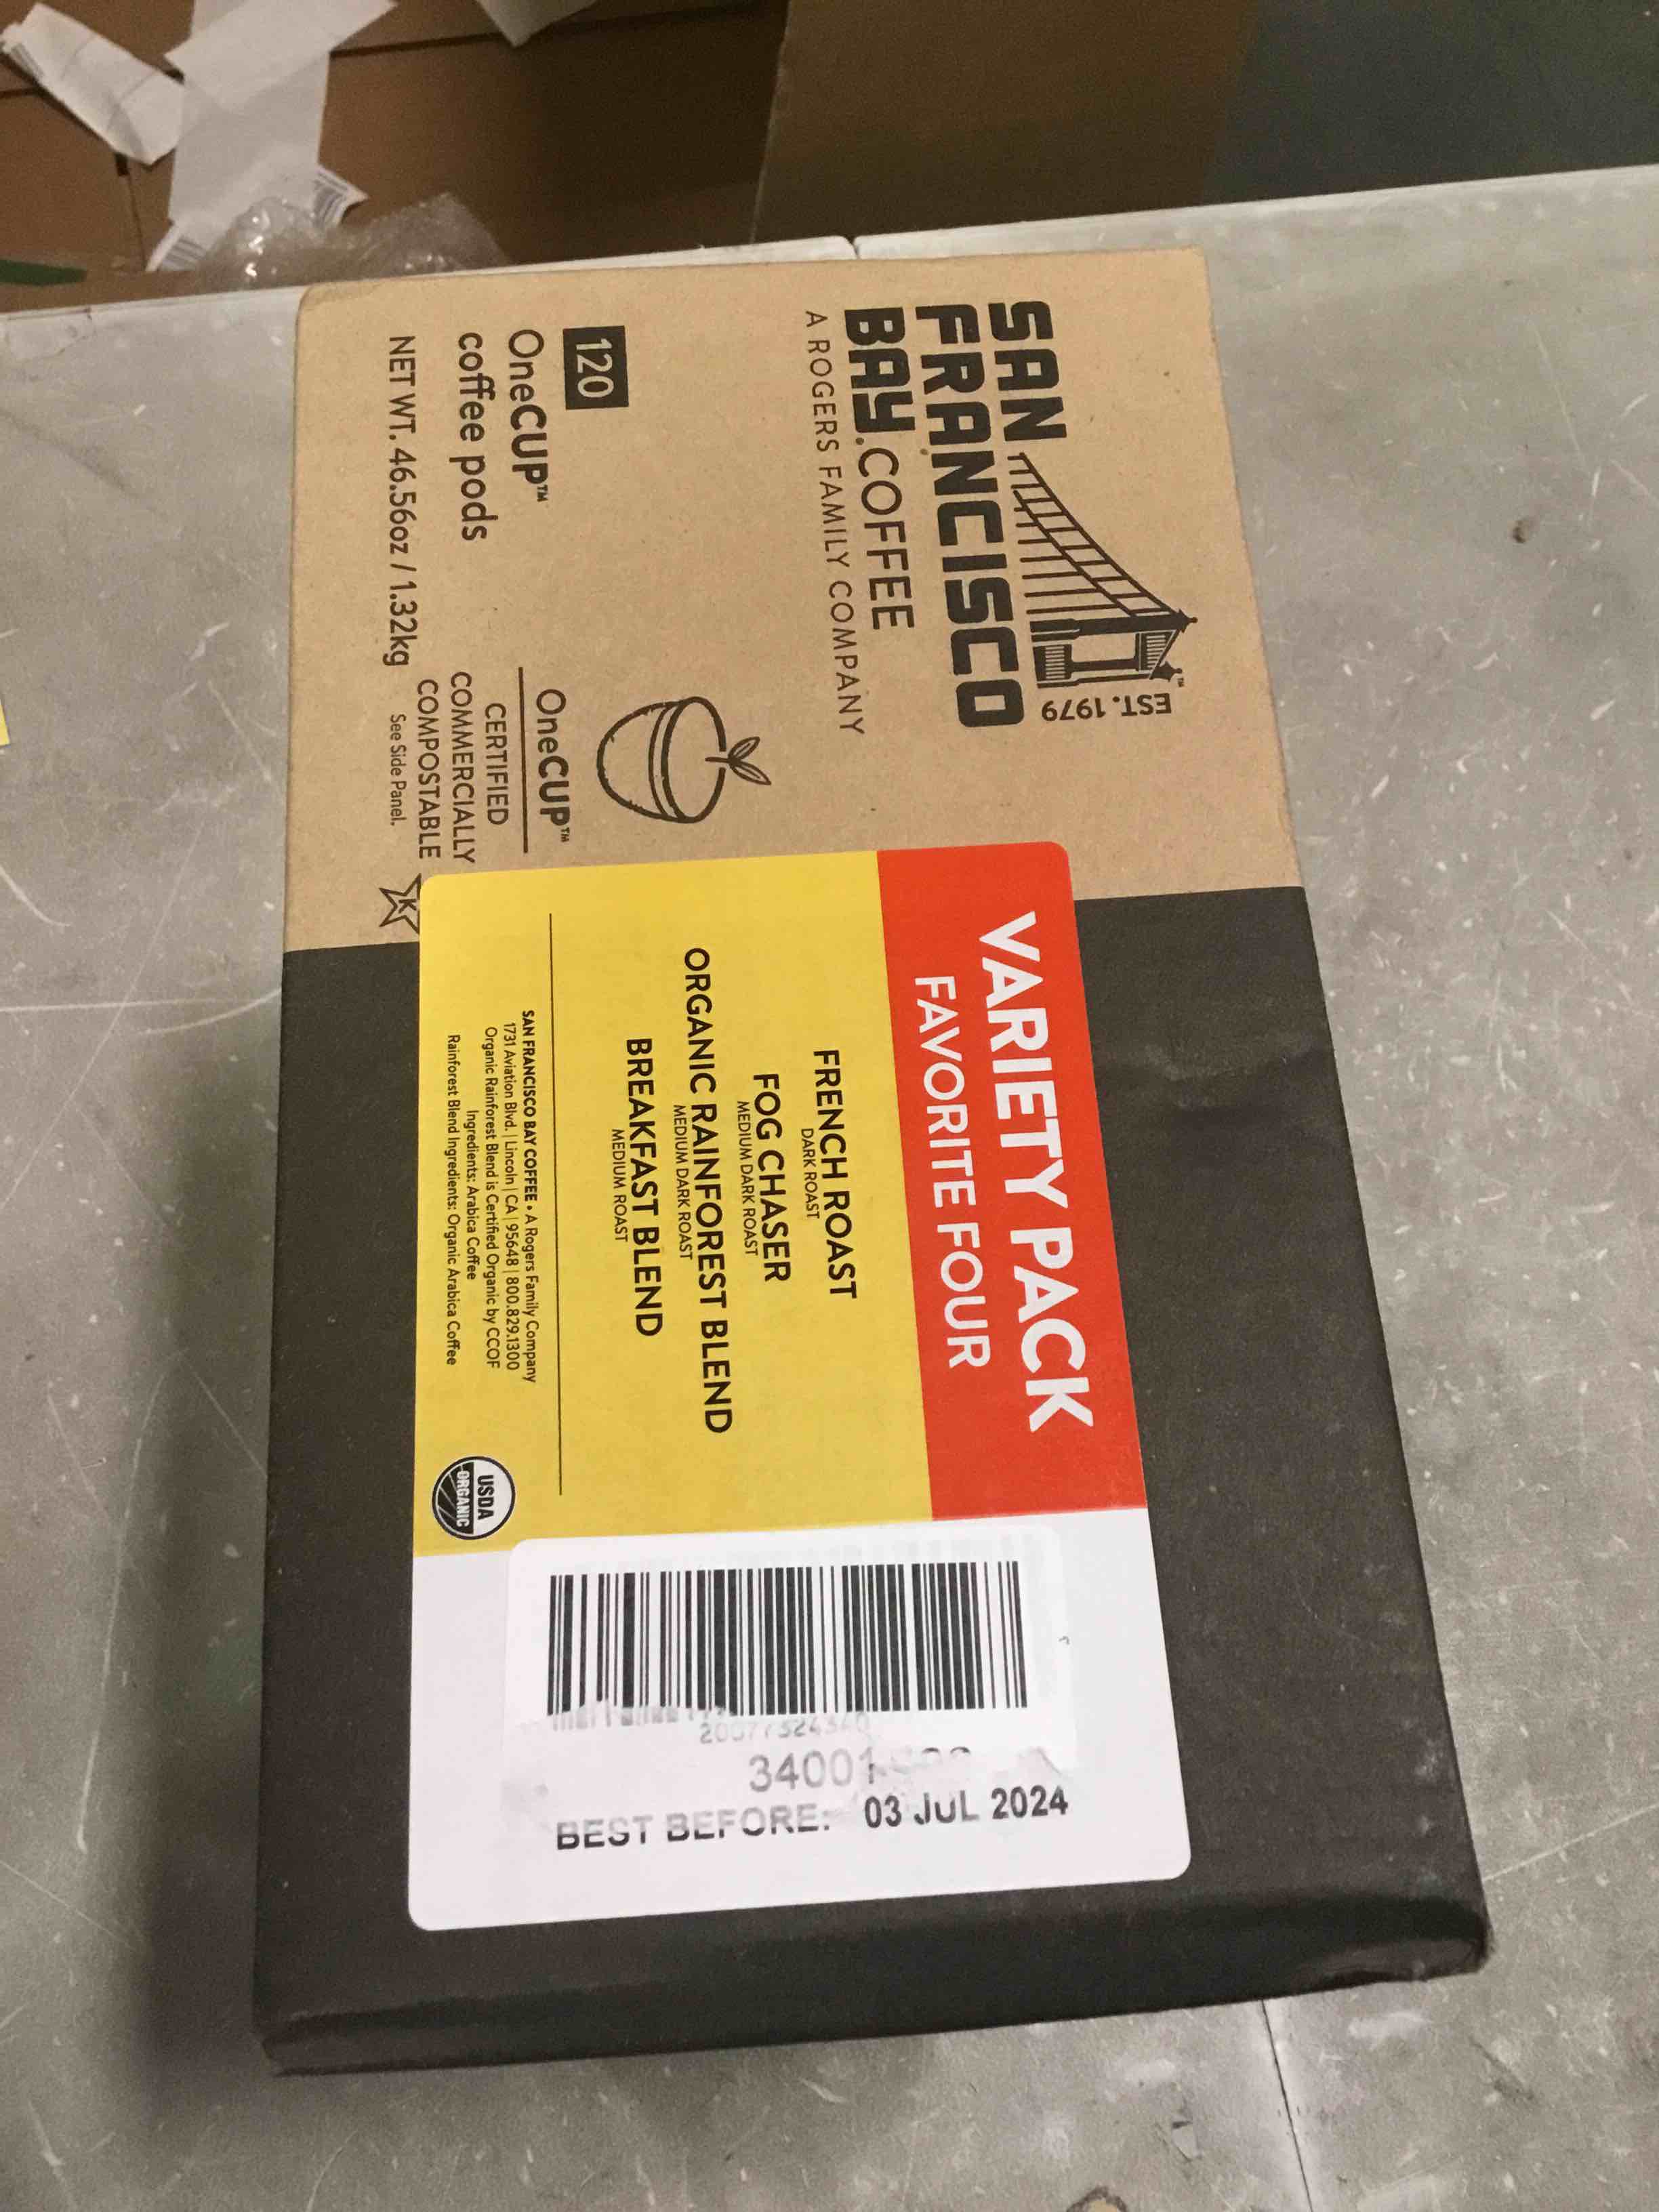 SAN
FRANCISCO
BAY.COFFEE
A ROGERS FAMILY COMPANY
EST. 1979
120
OneCUP™
coffee pods
NET WT. 46.56oz / 1.32kg
OneCUP™
CERTIFIED
COMMERCIALLY
COMPOSTABLE
See Side Panel.
K
VARIETY PACK
FAVORITE FOUR
FRENCH ROAST
DARK ROAST
FOG CHASER
MEDIUM DARK ROAST
ORGANIC RAINFOREST BLEND
MEDIUM DARK ROAST
BREAKFAST BLEND
MEDIUM ROAST
SAN FRANCISCO BAY COFFEE • A Rogers Family Company
1731 Aviation Blvd. | Lincoln | CA | 95648 | 800.829.1300
Organic Rainforest Blend is Certified Organic by CCOF
Ingredients: Arabica Coffee
Rainforest Blend Ingredients: Organic Arabica Coffee
USDA
ORGANIC
BEST BEFORE: 03 JUL 2024